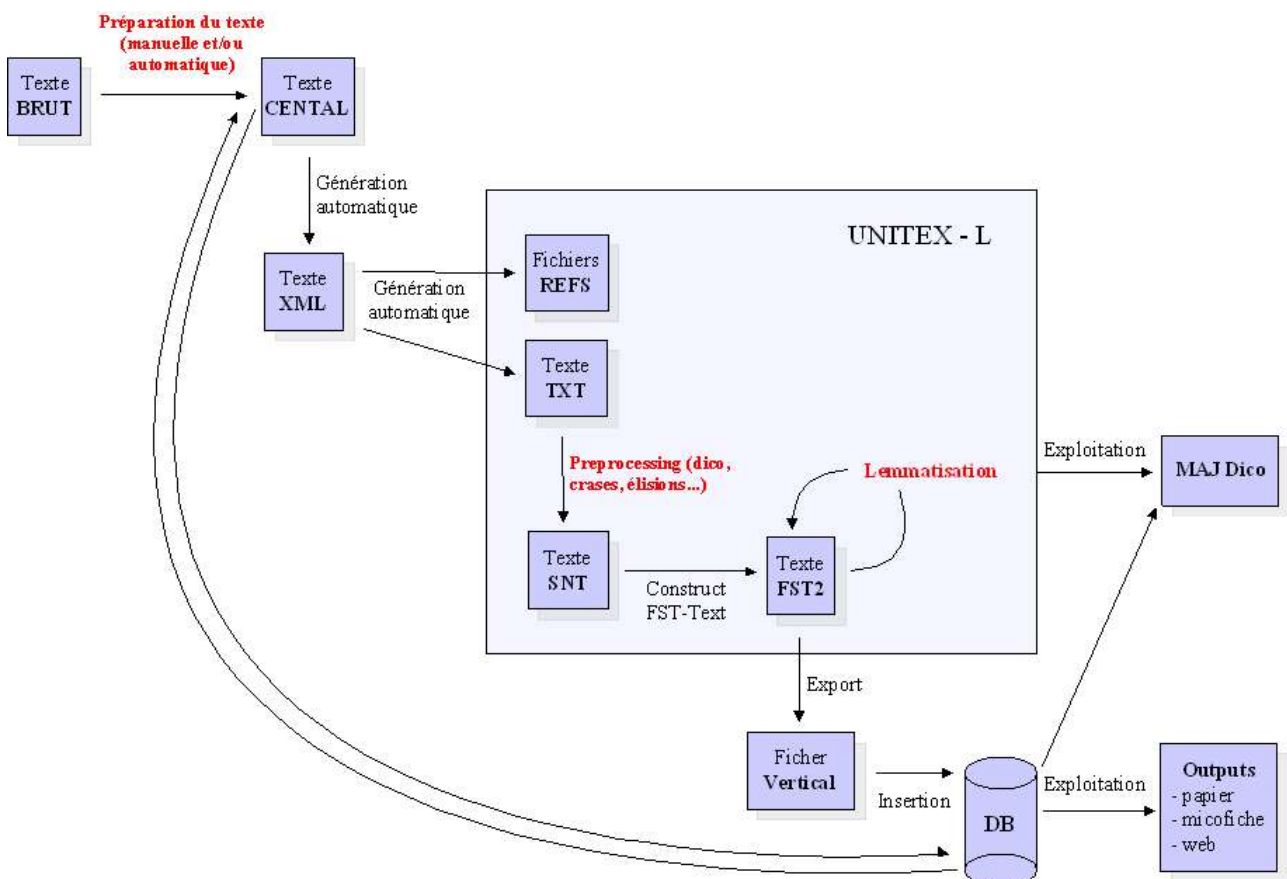 Préparation du texte
(manuelle et/ou
automatique)
Texte
BRUT
Texte
CENTAL
Génération
automatique
UNITEX - L
Texte
XML
Génération
automatique
Fichiers
REFS
Texte
TXT
Preprocessing (dico,
crases, élisions...)
Lemmatisation
Exploitation
MAJ Dico
Texte
SNT
Construct
FST-Text
Texte
FST2
Export
Ficher
Vertical
Insertion
DB
Exploitation
Outputs
- papier
- micofiche
- web